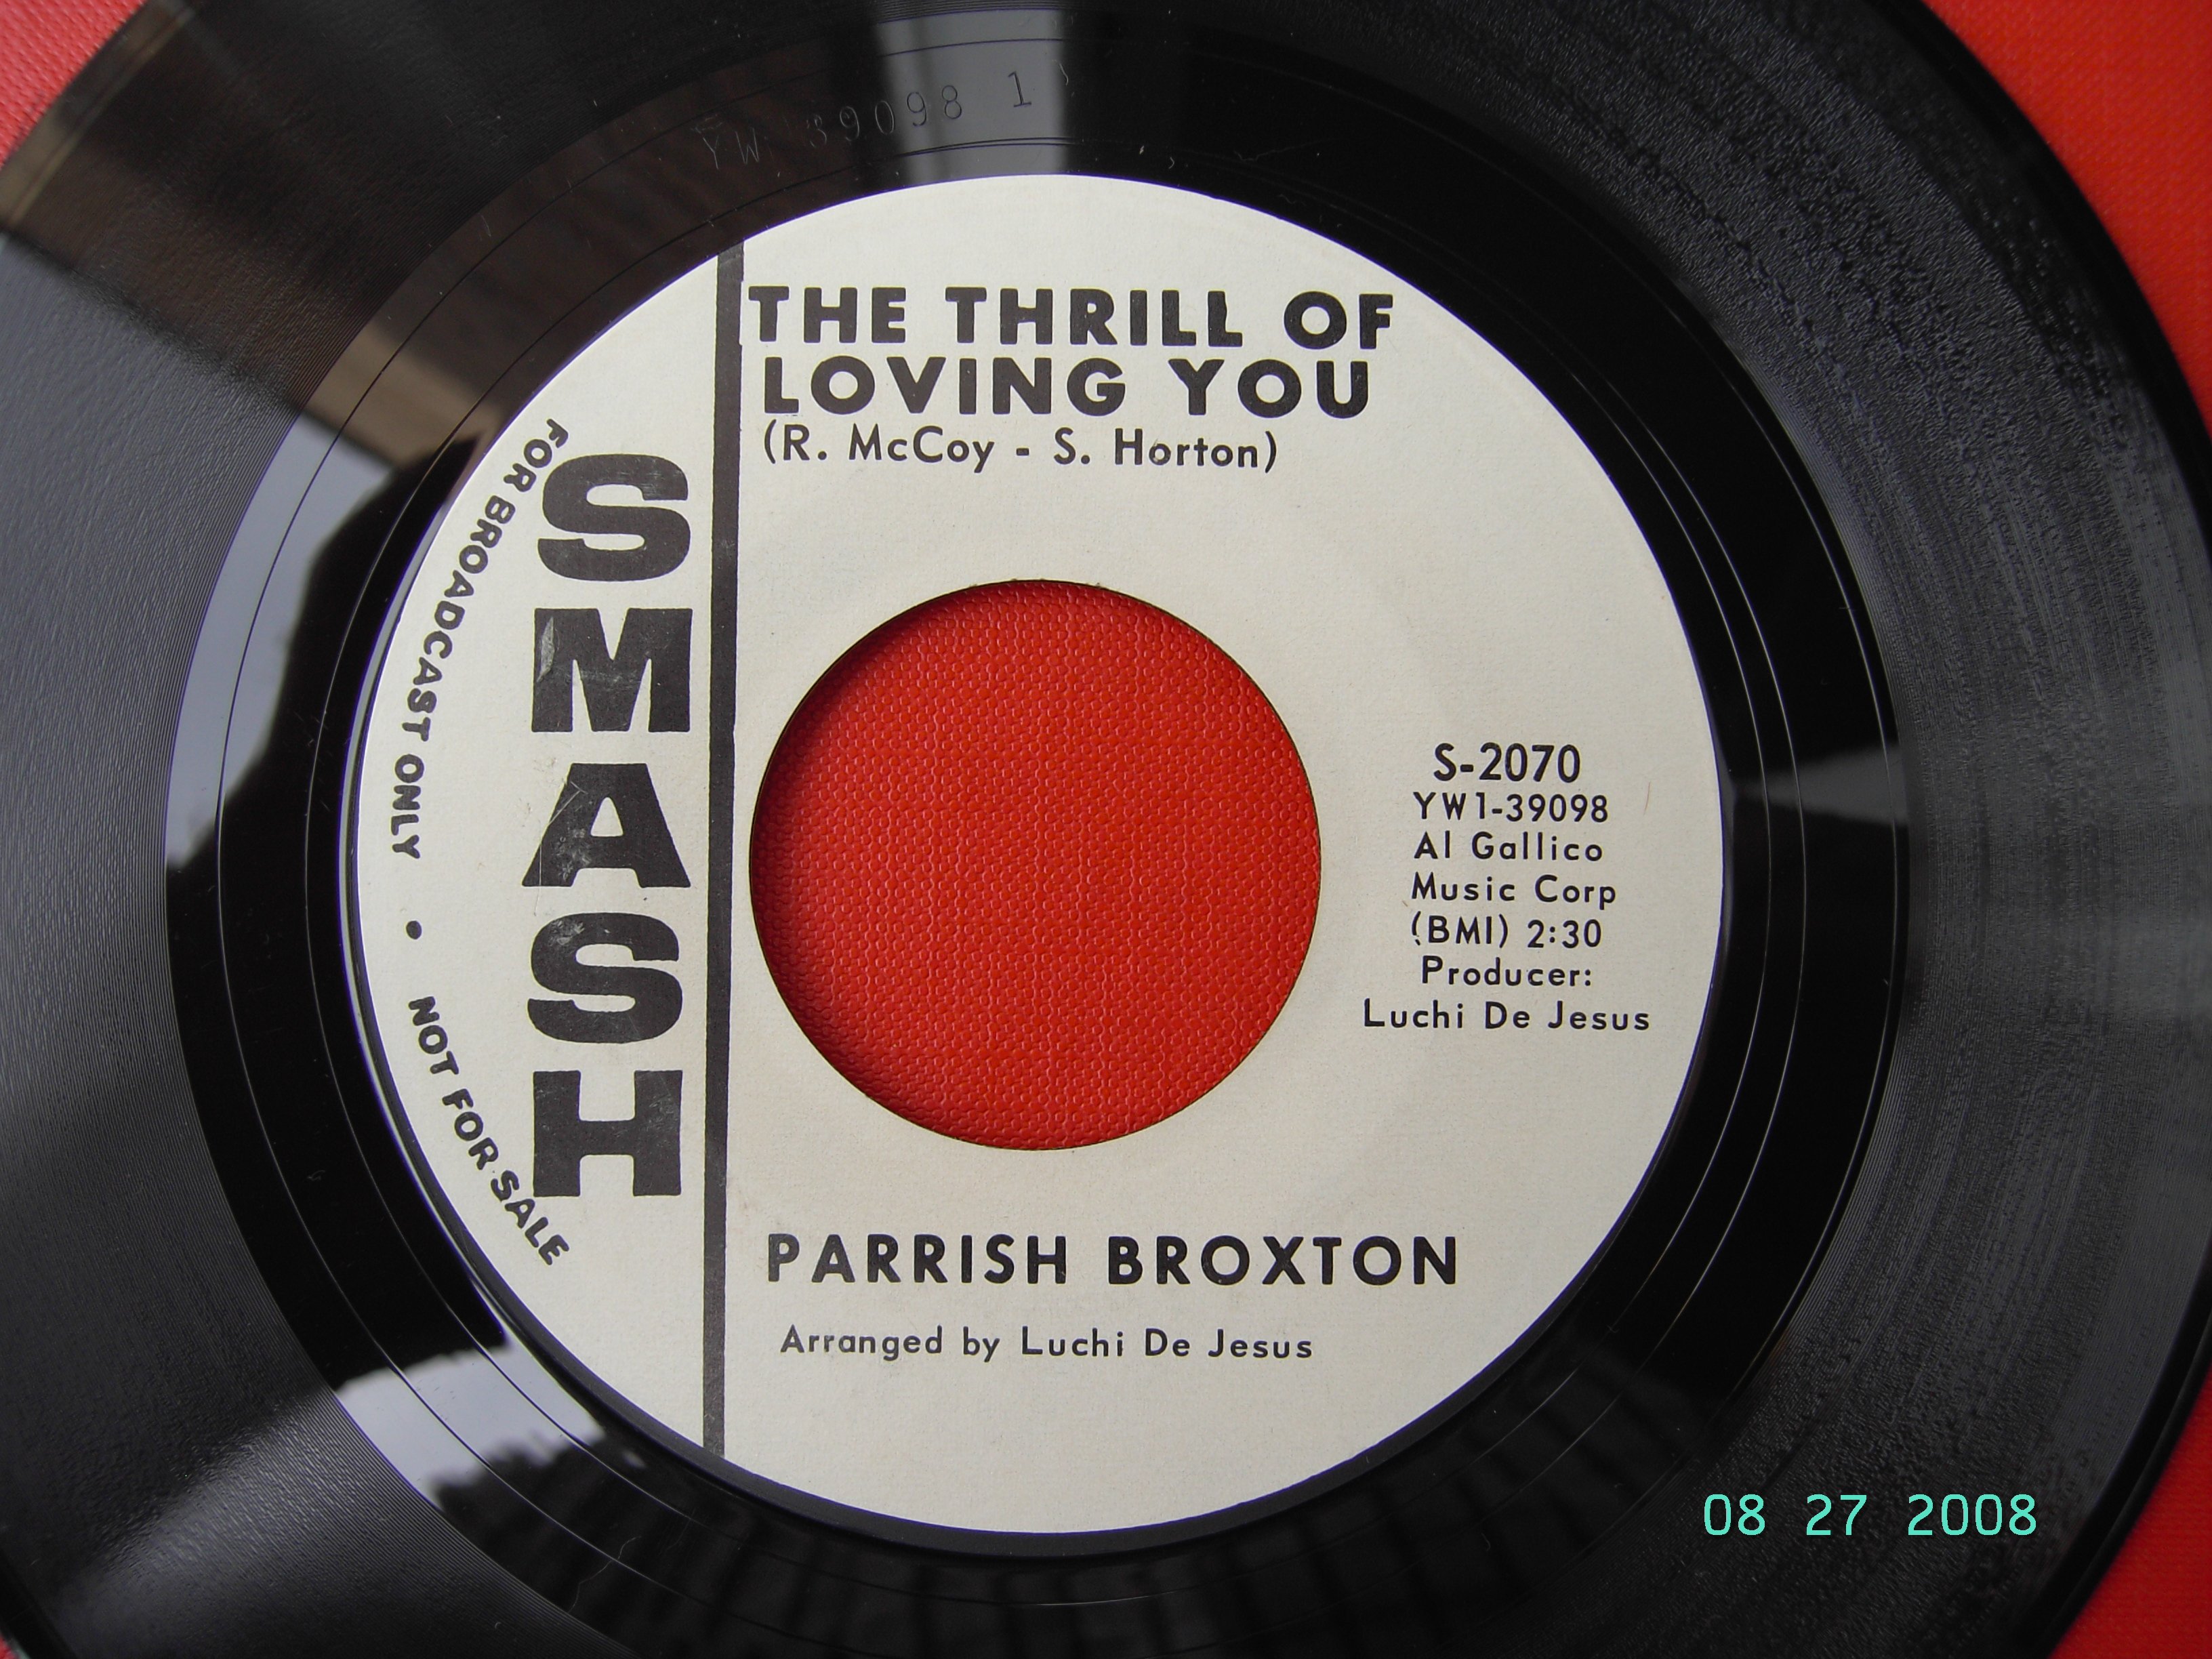 YW 39098 1
THE THRILL OF
LOVING YOU
(R. McCoy - S. Horton)
FOR BROADCAST ONLY • NOT FOR SALE
SMASH
S-2070
YW1-39098
Al Gallico
Music Corp
(BMI) 2:30
Producer:
Luchi De Jesus
PARRISH BROXTON
Arranged by Luchi De Jesus
08 27 2008